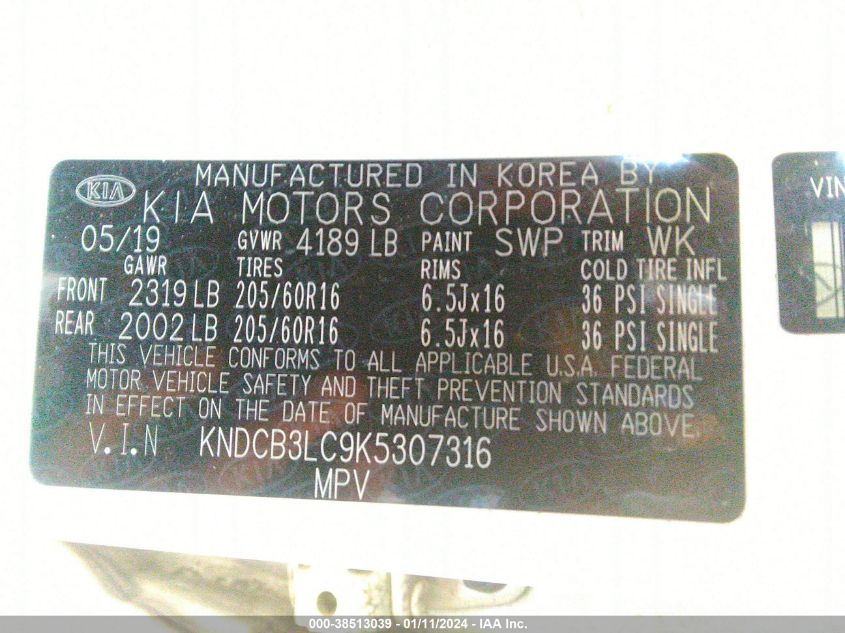 MANUFACTURED IN KOREA BY
KIA KIA MOTORS CORPORATION
05/19 GVWR 4189 LB PAINT SWP TRIM WK
GAWR TIRES RIMS COLD TIRE INFL
FRONT 2319 LB 205/60R16 6.5Jx16 36 PSI SINGLE
REAR 2002 LB 205/60R16 6.5Jx16 36 PSI SINGLE
THIS VEHICLE CONFORMS TO ALL APPLICABLE U.S.A. FEDERAL
MOTOR VEHICLE SAFETY AND THEFT PREVENTION STANDARDS
IN EFFECT ON THE DATE OF MANUFACTURE SHOWN ABOVE.
V.I.N KNDCB3LC9K5307316
MPV
VIN
000-38513039 - 01/11/2024 - IAA Inc.